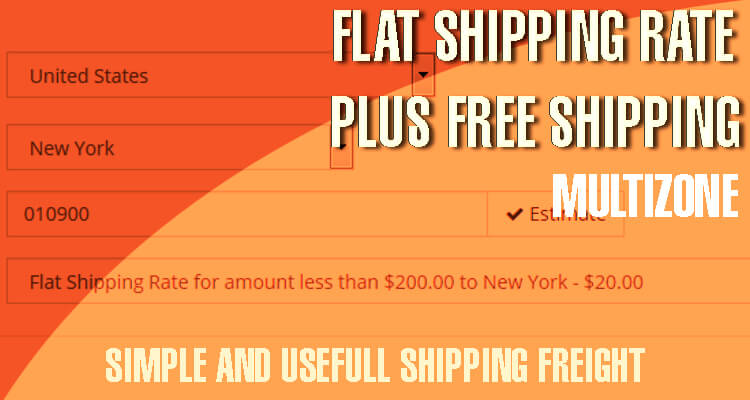 FLAT SHIPPING RATE
United States
PLUS FREE SHIPPING
New York
MULTIZONE
010900
Estimate
Flat Shipping Rate for amount less than $200.00 to New York - $20.00
SIMPLE AND USEFULL SHIPPING FREIGHT